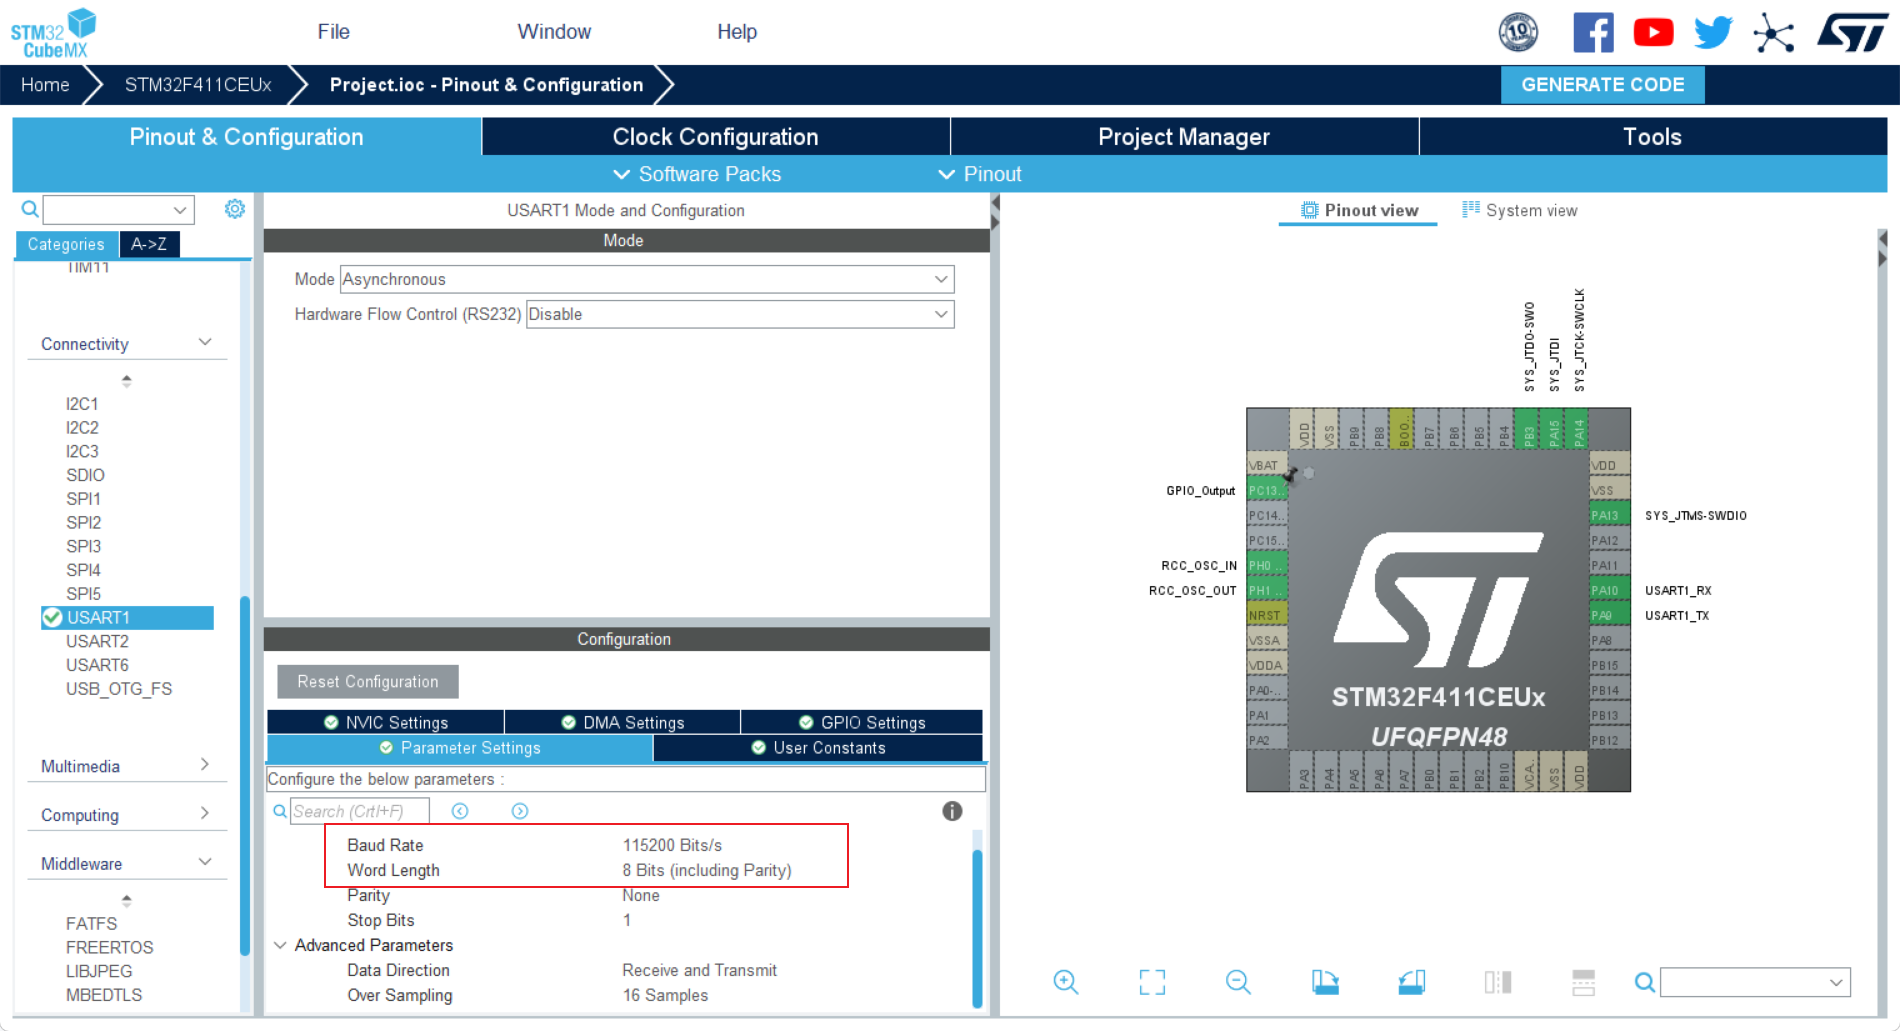 STM32
CubeMX
File
Window
Help
10
Home
STM32F411CEUx
Project.ioc - Pinout & Configuration
GENERATE CODE
Pinout & Configuration
Clock Configuration
Project Manager
Tools
Software Packs
Pinout
Categories
A->Z
TIM11
Connectivity
I2C1
I2C2
I2C3
SDIO
SPI1
SPI2
SPI3
SPI4
SPI5
USART1
USART2
USART6
USB_OTG_FS
Multimedia
Computing
Middleware
FATFS
FREERTOS
LIBJPEG
MBEDTLS
USART1 Mode and Configuration
Mode
Mode Asynchronous
Hardware Flow Control (RS232) Disable
Configuration
Reset Configuration
NVIC Settings
DMA Settings
GPIO Settings
Parameter Settings
User Constants
Configure the below parameters :
Search (Crtl+F)
Baud Rate 115200 Bits/s
Word Length 8 Bits (including Parity)
Parity None
Stop Bits 1
Advanced Parameters
Data Direction Receive and Transmit
Over Sampling 16 Samples
Pinout view
System view
SYS_JTDO-SWO
SYS_JTDI
SYS_JTCK-SWCLK
VDD
VSS
PB9
PB8
BOO..
PB7
PB6
PB5
PB4
PB3
PA15
PA14
VBAT
GPIO_Output PC13..
PC14..
PC15..
RCC_OSC_IN PH0 ..
RCC_OSC_OUT PH1 ..
NRST
VSSA
VDDA
PA0-..
PA1
PA2
VDD
VSS
PA13 SYS_JTMS-SWDIO
PA12
PA11
PA10 USART1_RX
PA9 USART1_TX
PA8
PB15
PB14
PB13
PB12
STM32F411CEUx
UFQFPN48
PA3
PA4
PA5
PA6
PA7
PB0
PB1
PB2
PB10
VCA..
VSS
VDD